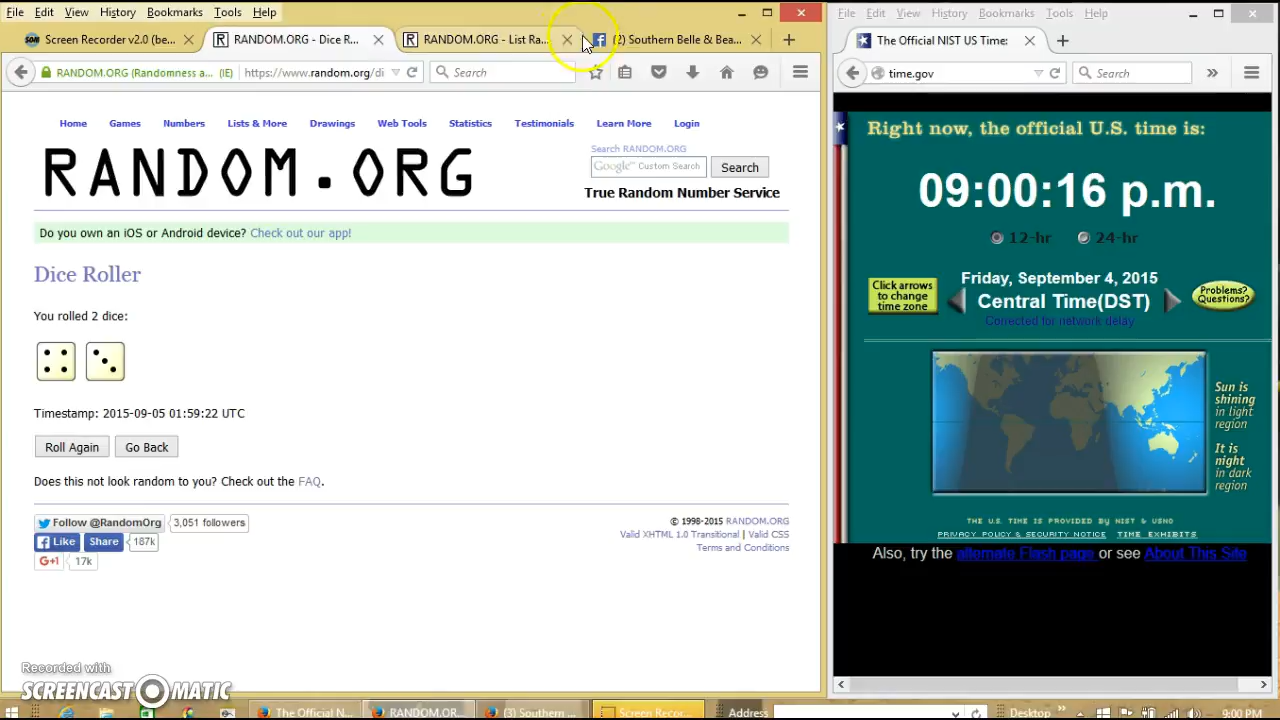 File Edit View History Bookmarks Tools Help
Screen Recorder v2.0 (be...
RANDOM.ORG - Dice R...
RANDOM.ORG - List Ra...
(2) Southern Belle & Bea...
RANDOM.ORG (Randomness a... (IE)
https://www.random.org/di
Search
Home Games Numbers Lists & More Drawings Web Tools Statistics Testimonials Learn More Login
RANDOM.ORG
Search RANDOM.ORG
Google™ Custom Search
Search
True Random Number Service
Do you own an iOS or Android device? Check out our app!
Dice Roller
You rolled 2 dice:
Timestamp: 2015-09-05 01:59:22 UTC
Roll Again
Go Back
Does this not look random to you? Check out the FAQ.
Follow @RandomOrg
3,051 followers
Like
Share
187k
G+1
17k
© 1998-2015 RANDOM.ORG
Valid XHTML 1.0 Transitional | Valid CSS
Terms and Conditions
Recorded with
SCREENCAST-O-MATIC
File Edit View History Bookmarks Tools Help
The Official NIST US Time:
time.gov
Search
Right now, the official U.S. time is:
09:00:16 p.m.
12-hr 24-hr
Click arrows
to change
time zone
Friday, September 4, 2015
Central Time(DST)
Corrected for network delay
Problems?
Questions?
Sun is
shining
in light
region
It is
night
in dark
region
THE U.S. TIME IS PROVIDED BY NIST & USNO
PRIVACY POLICY & SECURITY NOTICE TIME EXHIBITS
Also, try the alternate Flash page or see About This Site
The Official N...
RANDOM.OR...
(3) Southern ...
Screen Recor...
Address
Desktop
9:00 PM